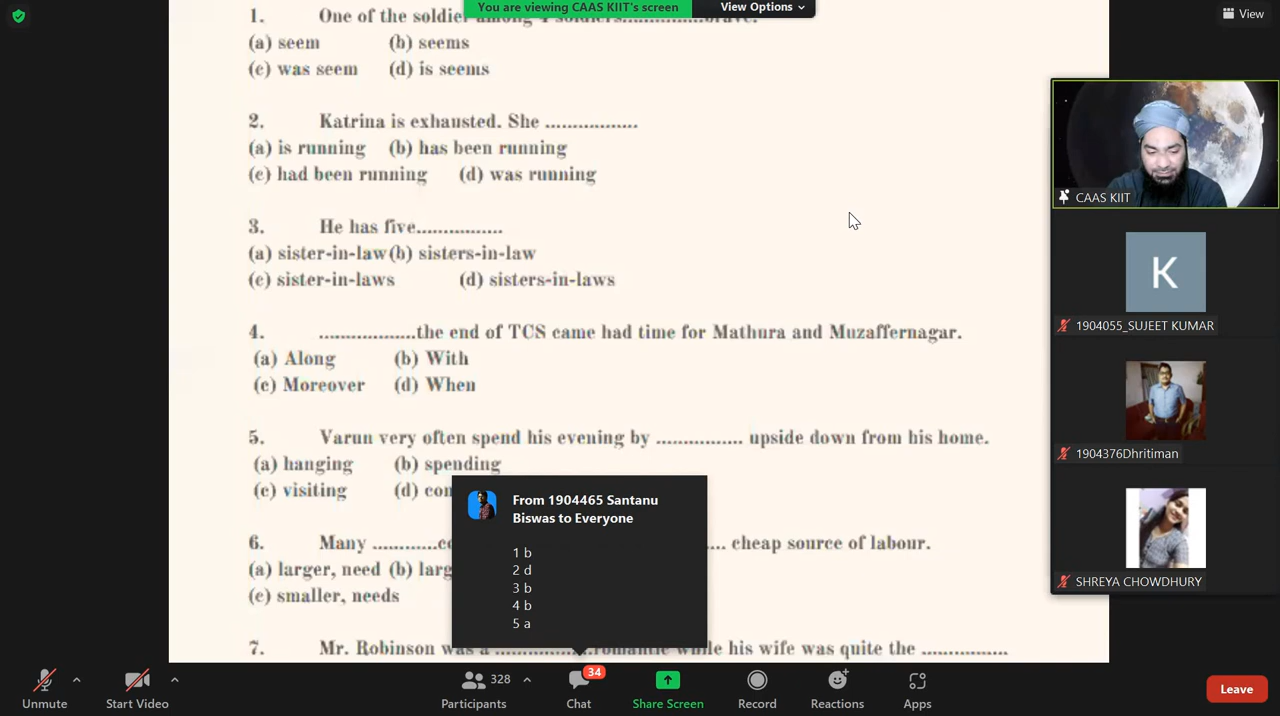 You are viewing CAAS KIIT's screen
View Options
View
1. One of the soldier among 4 soldiers...............brave.
(a) seem (b) seems
(c) was seem (d) is seems
2. Katrina is exhausted. She ................
(a) is running (b) has been running
(c) had been running (d) was running
3. He has five...............
(a) sister-in-law (b) sisters-in-law
(c) sister-in-laws (d) sisters-in-laws
4. ................the end of TCS came had time for Mathura and Muzaffernagar.
(a) Along (b) With
(c) Moreover (d) When
5. Varun very often spend his evening by ............... upside down from his home.
(a) hanging (b) spending
(c) visiting (d)
6. Many ........... cheap source of labour.
(a) larger, need (b)
(c) smaller, needs
7. Mr. Robinson was a ................romantic while his wife was quite the ...............
From 1904465 Santanu
Biswas to Everyone
1 b
2 d
3 b
4 b
5 a
CAAS KIIT
K
1904055_SUJEET KUMAR
1904376Dhritiman
SHREYA CHOWDHURY
Unmute
Start Video
328
Participants
34
Chat
Share Screen
Record
Reactions
Apps
Leave